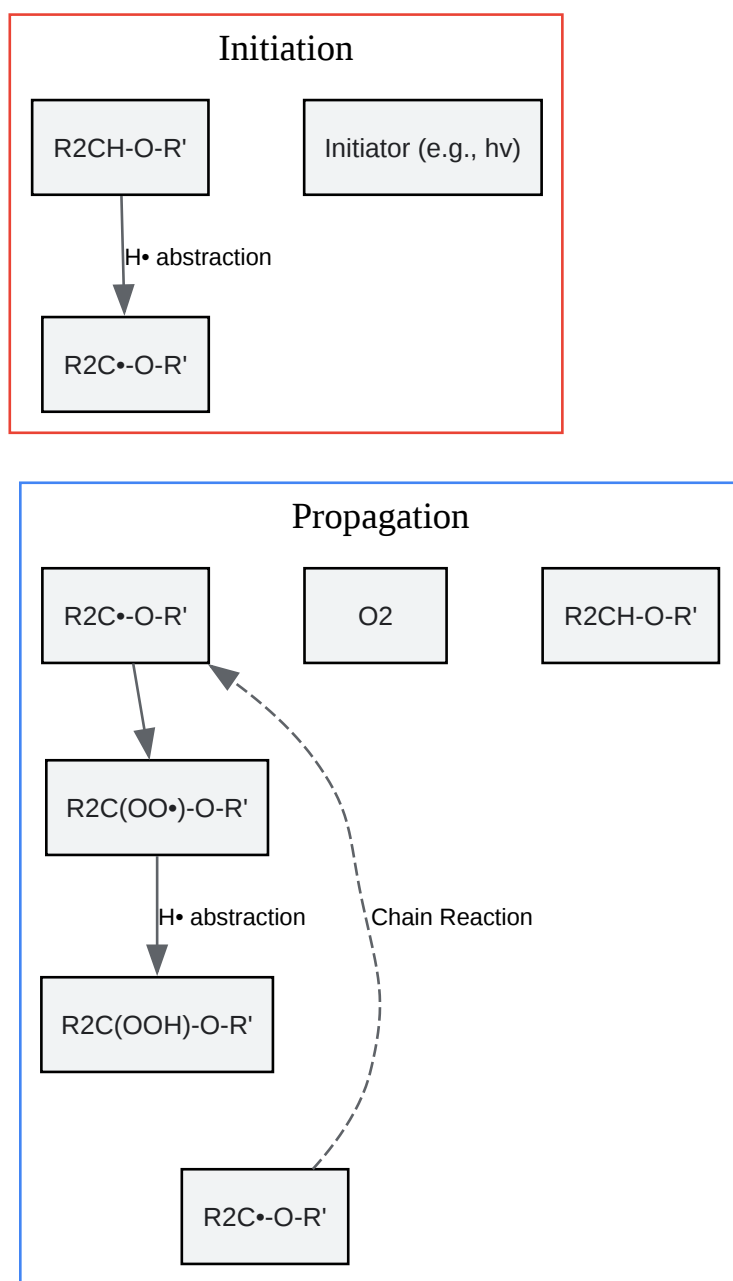 Initiation
R2CH-O-R'
Initiator (e.g., hv)
H• abstraction
R2C•-O-R'
Propagation
R2C•-O-R'
O2
R2CH-O-R'
R2C(OO•)-O-R'
H• abstraction
Chain Reaction
R2C(OOH)-O-R'
R2C•-O-R'